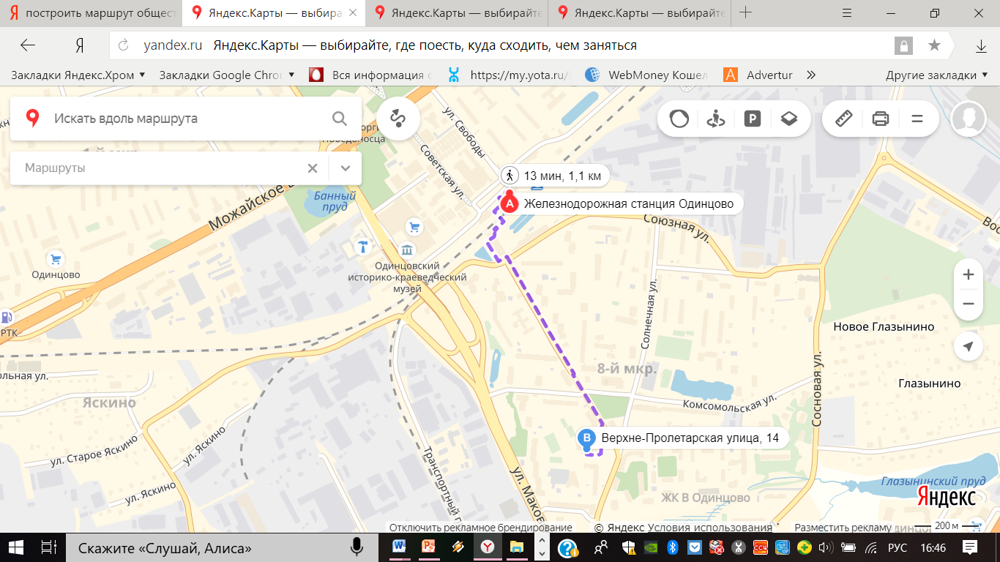 построить маршрут общест
Яндекс.Карты — выбира
Яндекс.Карты — выбирайте
Яндекс.Карты — выбирайте
Я
yandex.ru Яндекс.Карты — выбирайте, где поесть, куда сходить, чем заняться
Закладки Яндекс.Хром
Закладки Google Chro
Вся информация с
https://my.yota.ru/
WebMoney Кошел
Advertur
Другие закладки
Искать вдоль маршрута
Маршруты
P
ул. Свободы
Советская ул.
Можайское
Банный
пруд
13 мин, 1,1 км
A
Железнодорожная станция Одинцово
Союзная ул.
Одинцово
Одинцовский
историко-краеведческий
музей
РТК
Солнечная ул.
Новое Глазынино
8-й мкр.
Глазынино
Сосновая ул.
Комсомольская ул.
Яскино
ул. Старое Яскино
ул. Яскино
ул. Яскино
B
Верхне-Пролетарская улица, 14
Транспортный
ул. Маков
ЖК В Одинцово
Глазынинский пруд
Яндекс
Отключить рекламное брендирование
© Яндекс Условия использования
Разместить рекламу
200 м
Скажите «Слушай, Алиса»
РУС
16:46